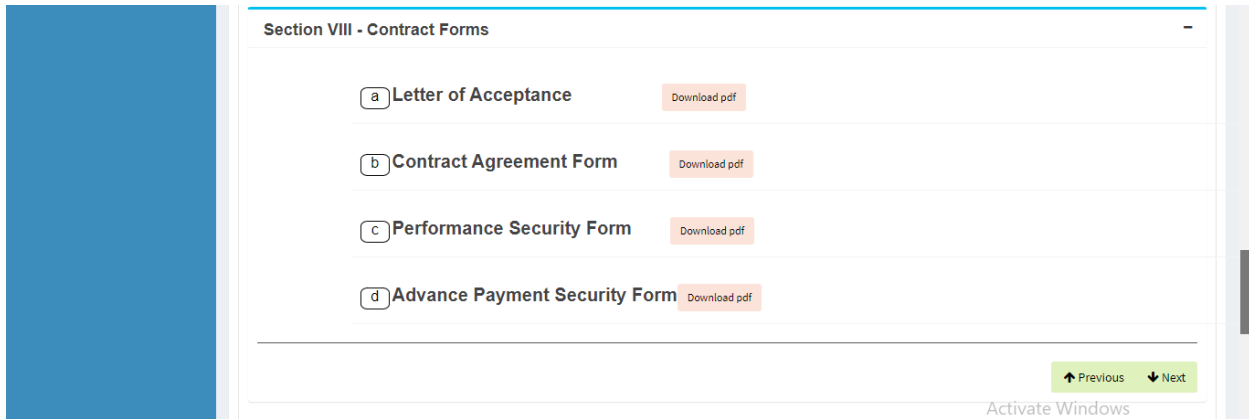 Section VIII - Contract Forms −
a Letter of Acceptance Download pdf
b Contract Agreement Form Download pdf
c Performance Security Form Download pdf
d Advance Payment Security Form Download pdf
Previous Next
Activate Windows